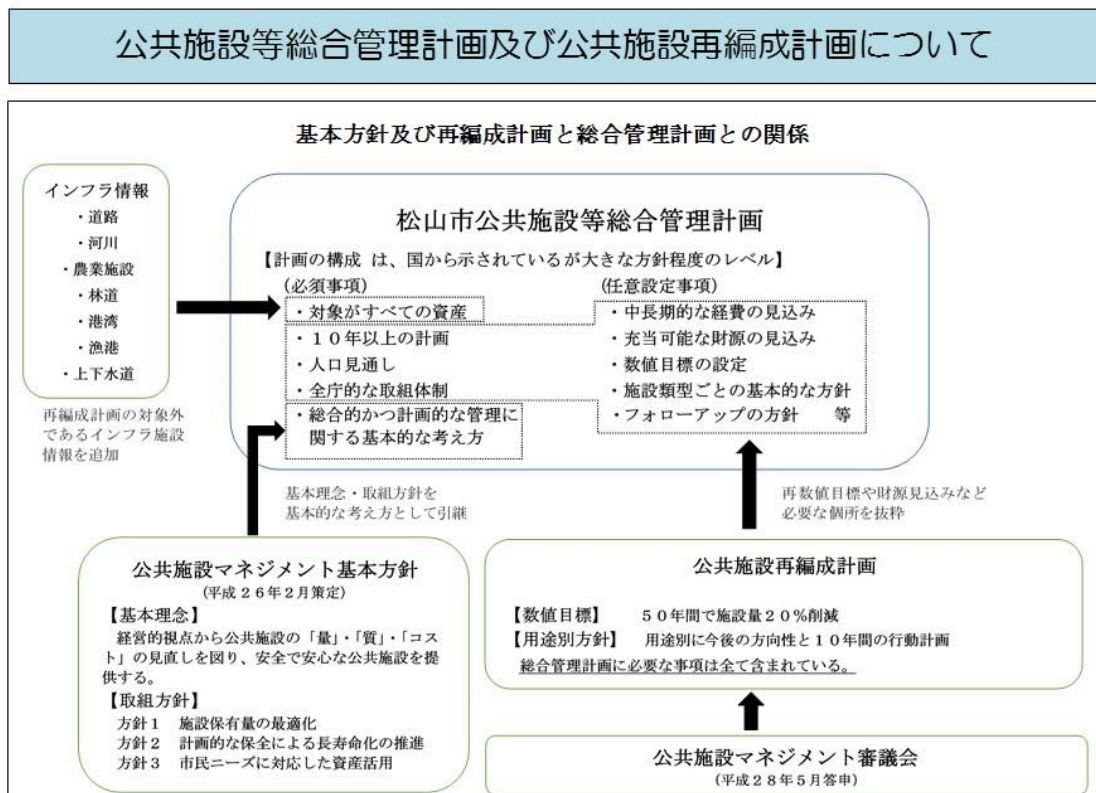 公共施設等総合管理計画及び公共施設再編成計画について
基本方針及び再編成計画と総合管理計画との関係
インフラ情報
・道路
・河川
・農業施設
・林道
・港湾
・漁港
・上下水道
再編成計画の対象外
であるインフラ施設
情報を追加
松山市公共施設等総合管理計画
【計画の構成 は、国から示されているが大きな方針程度のレベル】
(必須事項)
・対象がすべての資産
・10年以上の計画
・人口見通し
・全庁的な取組体制
・総合的かつ計画的な管理に
関する基本的な考え方
(任意設定事項)
・中長期的な経費の見込み
・充当可能な財源の見込み
・数値目標の設定
・施設類型ごとの基本的な方針
・フォローアップの方針 等
基本理念・取組方針を
基本的な考え方として引継
再数値目標や財源見込みなど
必要な個所を抜粋
公共施設マネジメント基本方針
(平成26年2月策定)
【基本理念】
経営的視点から公共施設の「量」・「質」・「コス
ト」の見直しを図り、安全で安心な公共施設を提
供する。
【取組方針】
方針1 施設保有量の最適化
方針2 計画的な保全による長寿命化の推進
方針3 市民ニーズに対応した資産活用
公共施設再編成計画
【数値目標】 50年間で施設量20%削減
【用途別方針】 用途別に今後の方向性と10年間の行動計画
総合管理計画に必要な事項は全て含まれている。
公共施設マネジメント審議会
(平成28年5月答申)